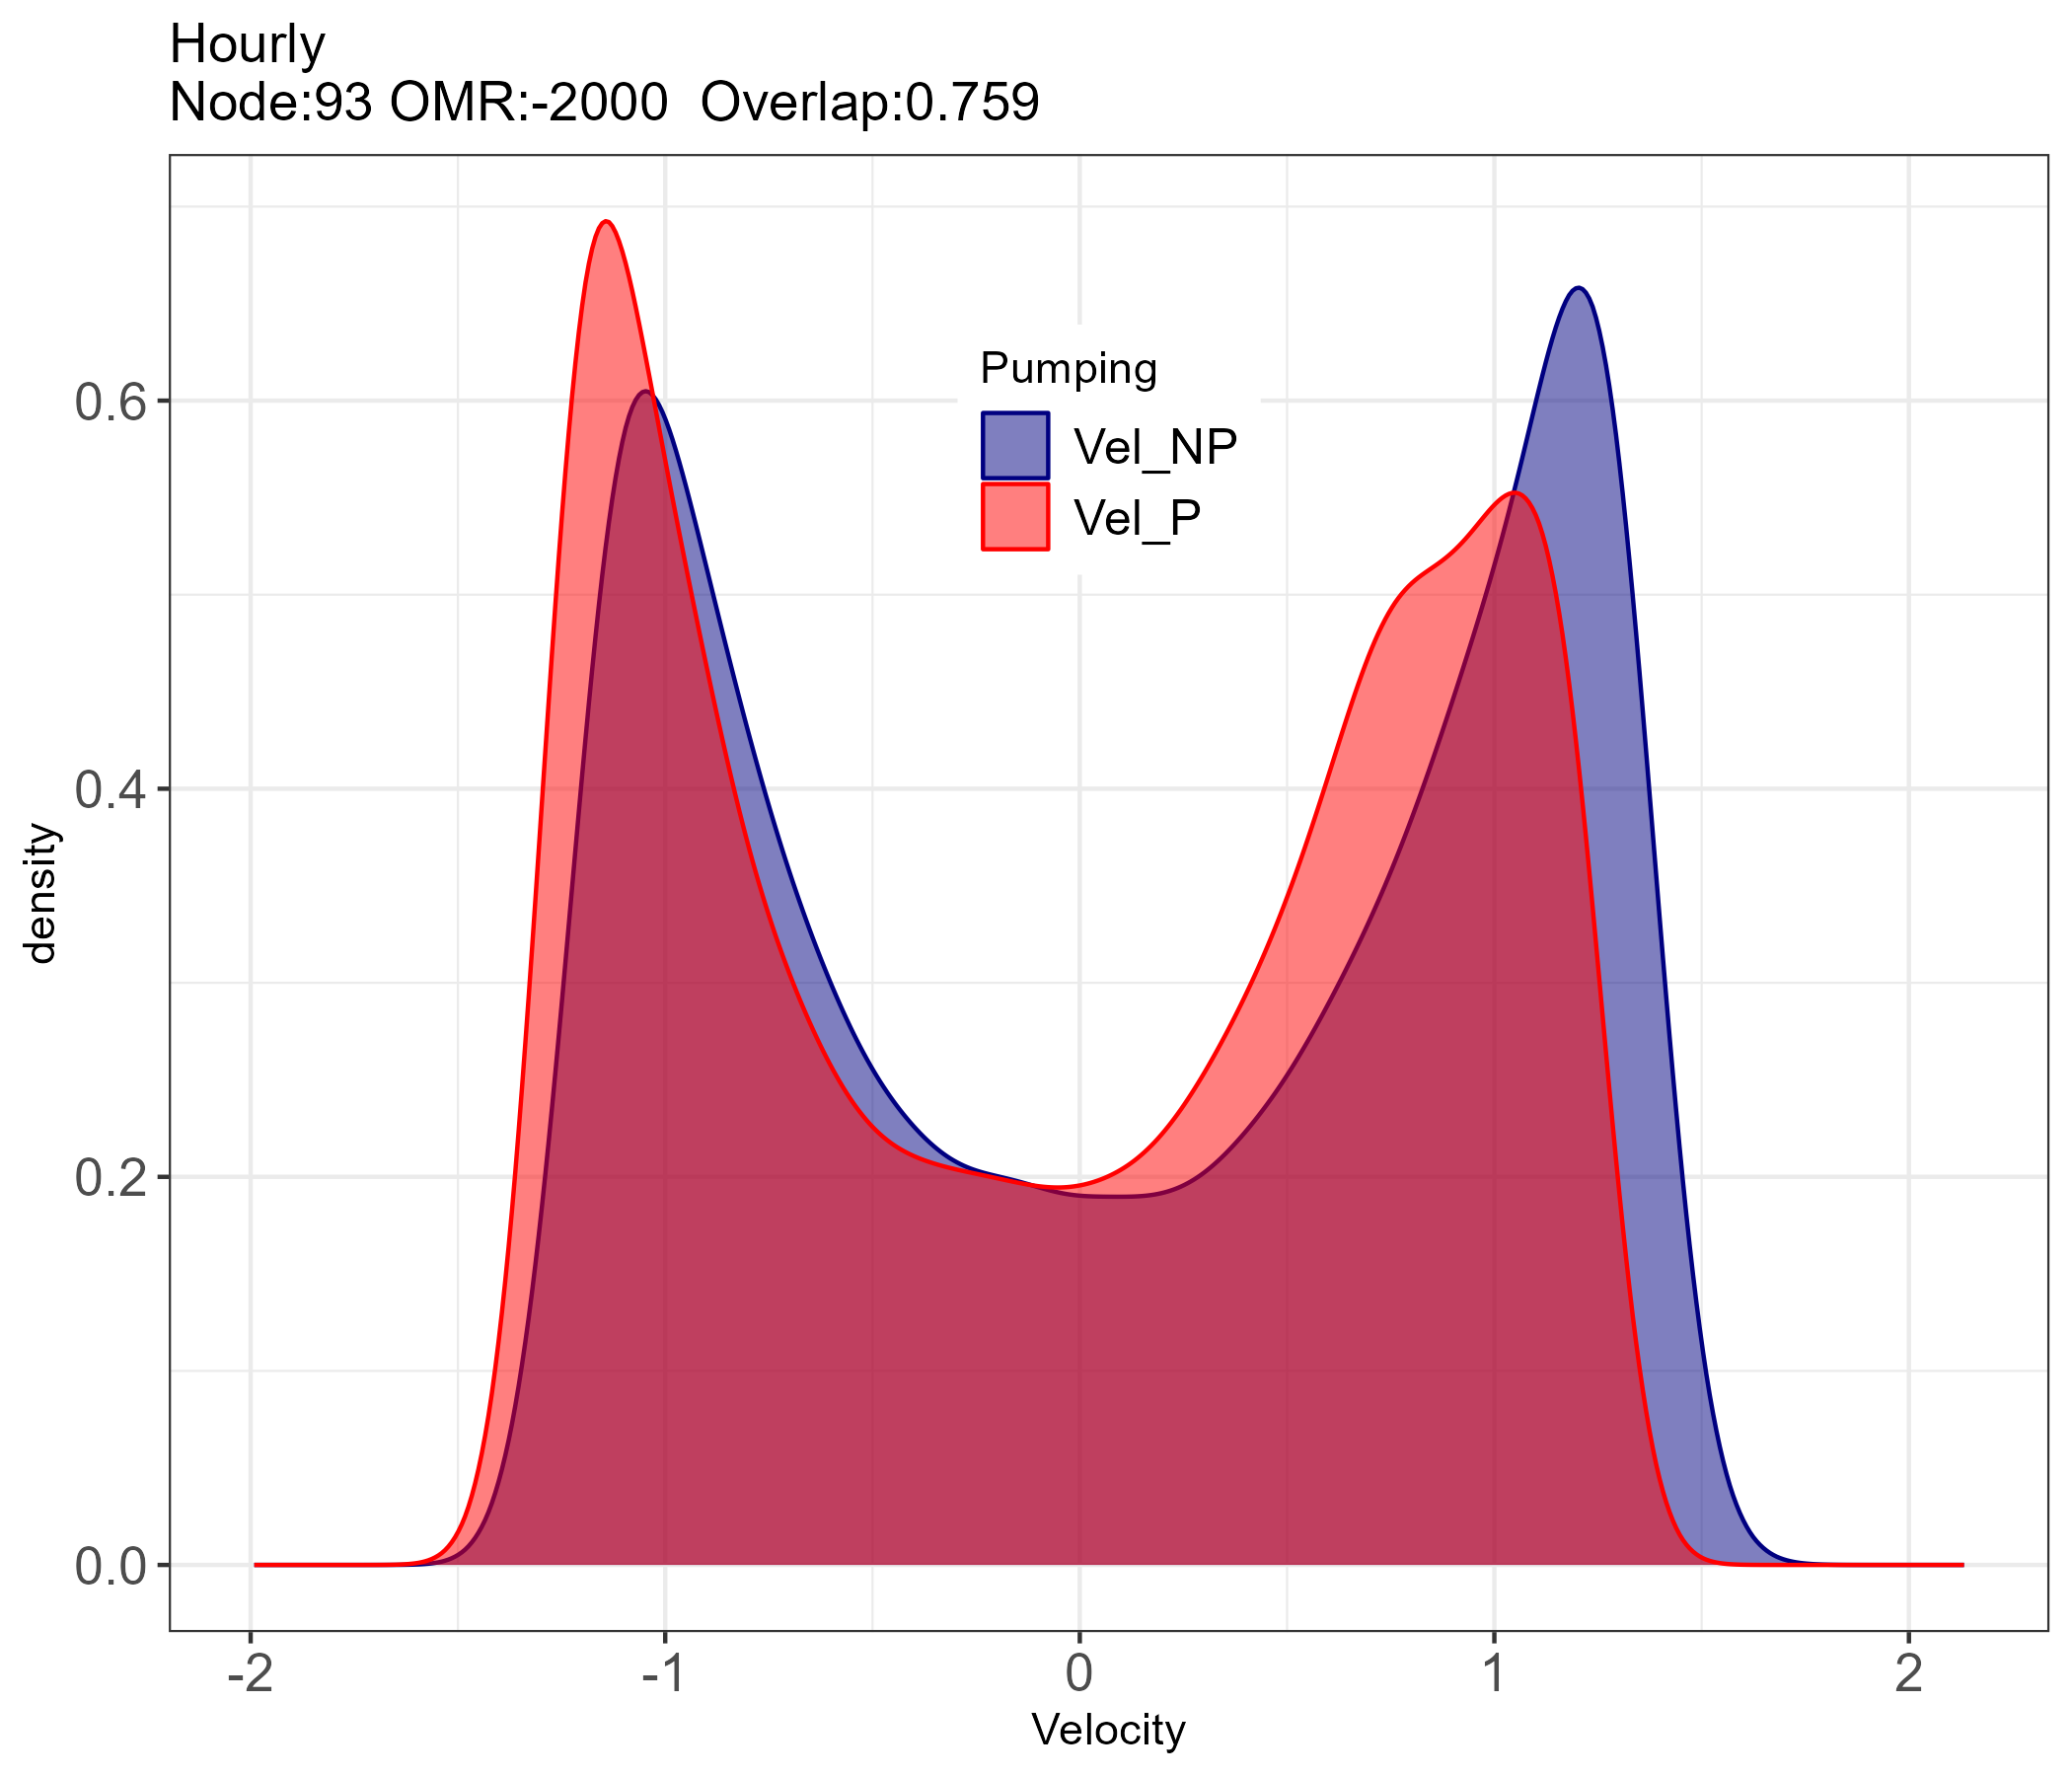 Hourly
Node:93 OMR:-2000  Overlap:0.759
Pumping
Vel_NP
Vel_P
0.6
0.4
0.2
0.0
density
-2 -1 0 1 2
Velocity